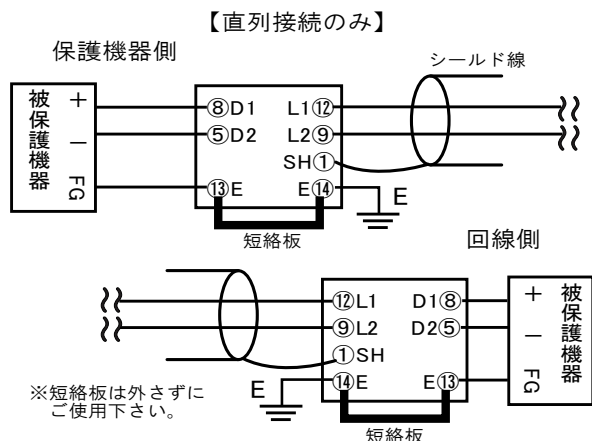 【直列接続のみ】
保護機器側
シールド線
被保護機器
+
−
FG
⑧D1
⑤D2
⑬E
L1⑫
L2⑨
SH①
E⑭
E
短絡板
回線側
⑫L1
⑨L2
①SH
⑭E
D1⑧
D2⑤
E⑬
E
+
−
FG
被保護機器
短絡板
※短絡板は外さずに
ご使用下さい。